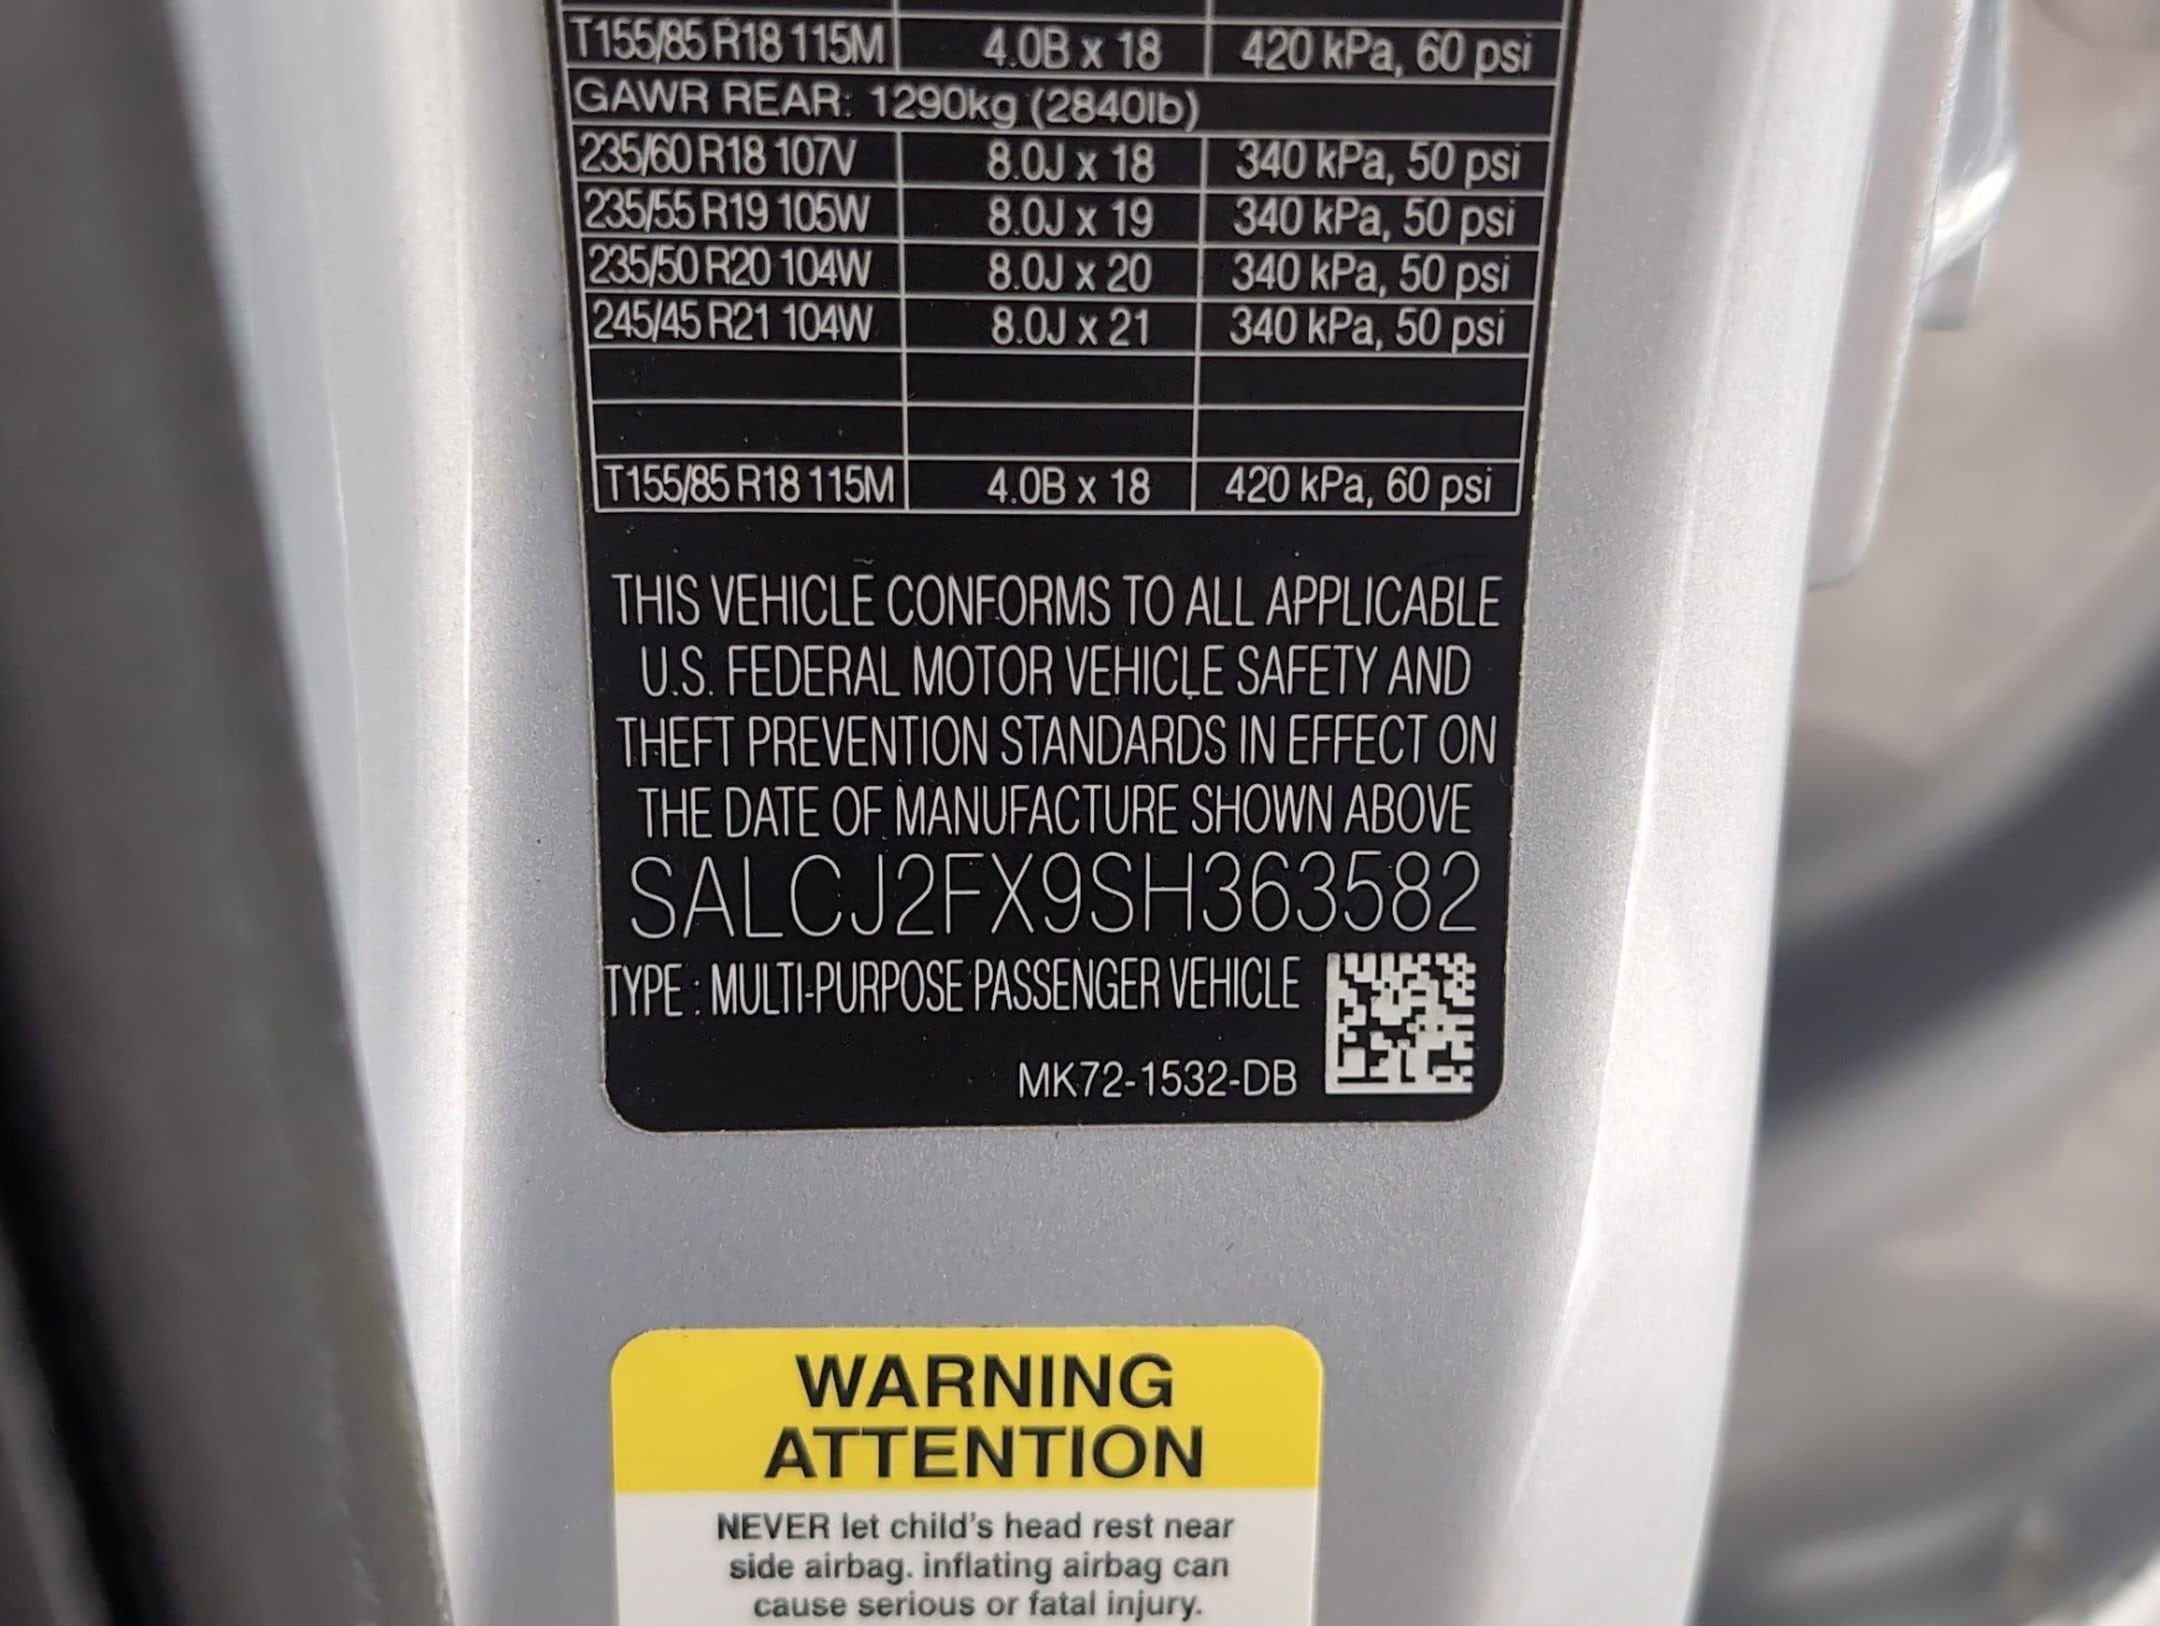 T155/85 R18 115M 4.0B x 18 420 kPa, 60 psi
GAWR REAR: 1290kg (2840lb)
235/60 R18 107V 8.0J x 18 340 kPa, 50 psi
235/55 R19 105W 8.0J x 19 340 kPa, 50 psi
235/50 R20 104W 8.0J x 20 340 kPa, 50 psi
245/45 R21 104W 8.0J x 21 340 kPa, 50 psi
T155/85 R18 115M 4.0B x 18 420 kPa, 60 psi
THIS VEHICLE CONFORMS TO ALL APPLICABLE
U.S. FEDERAL MOTOR VEHICLE SAFETY AND
THEFT PREVENTION STANDARDS IN EFFECT ON
THE DATE OF MANUFACTURE SHOWN ABOVE
SALCJ2FX9SH363582
TYPE : MULTI-PURPOSE PASSENGER VEHICLE
MK72-1532-DB
WARNING
ATTENTION
NEVER let child's head rest near
side airbag. inflating airbag can
cause serious or fatal injury.